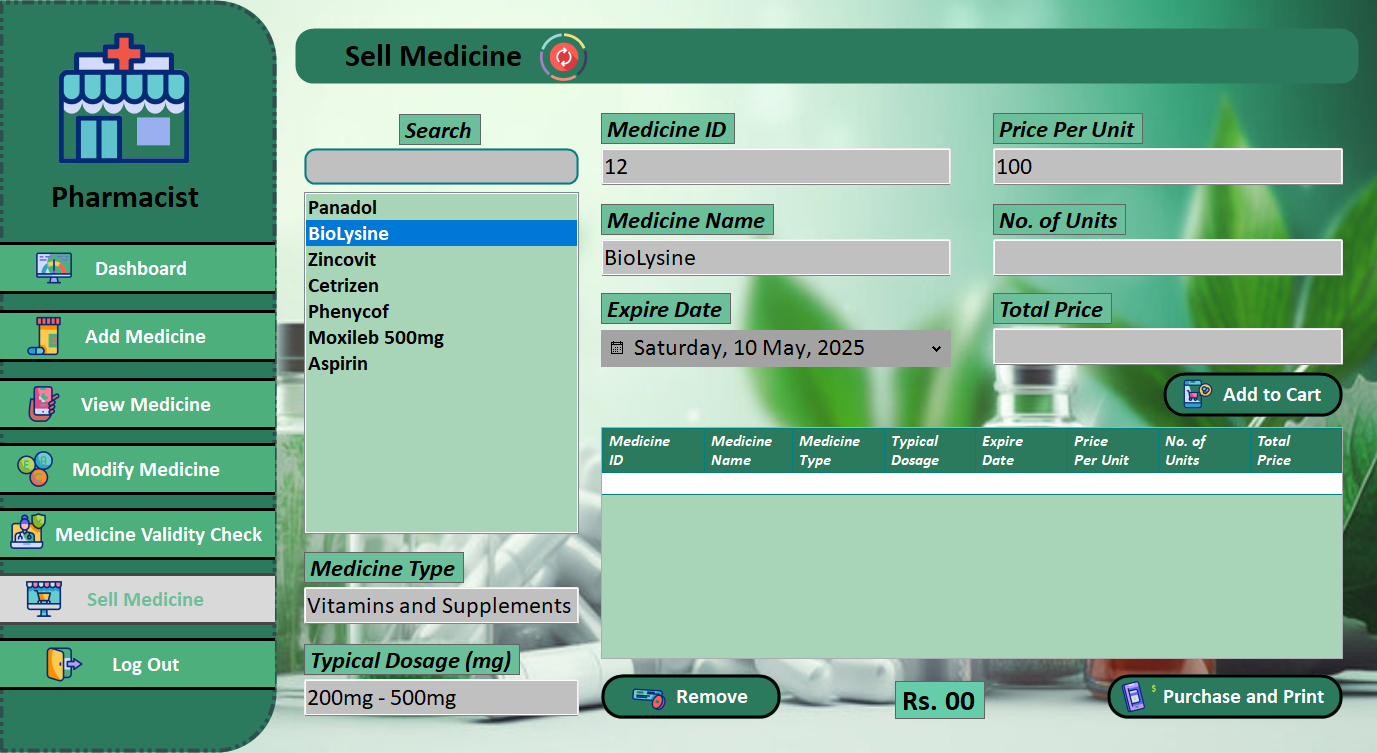 Pharmacist
Dashboard
Add Medicine
View Medicine
Modify Medicine
Medicine Validity Check
Sell Medicine
Log Out
Sell Medicine
Search
Panadol
BioLysine
Zincovit
Cetrizen
Phenycof
Moxileb 500mg
Aspirin
Medicine Type
Vitamins and Supplements
Typical Dosage (mg)
200mg - 500mg
Medicine ID
12
Medicine Name
BioLysine
Expire Date
Saturday, 10 May, 2025
Price Per Unit
100
No. of Units
Total Price
Add to Cart
Medicine ID
Medicine Name
Medicine Type
Typical Dosage
Expire Date
Price Per Unit
No. of Units
Total Price
Remove
Rs. 00
Purchase and Print